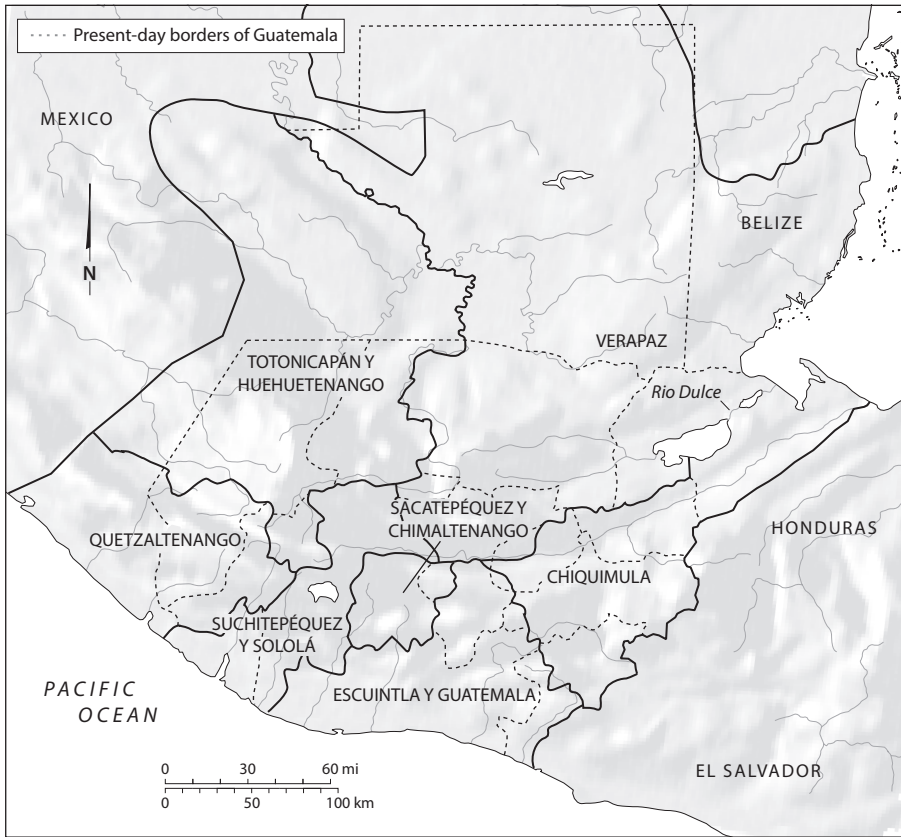 Present-day borders of Guatemala
MEXICO
N
BELIZE
VERAPAZ
TOTONICAPÁN Y
HUEHUETENANGO
Rio Dulce
SACATEPÉQUEZ Y
CHIMALTENANGO
QUETZALTENANGO
HONDURAS
CHIQUIMULA
SUCHITEPÉQUEZ
Y SOLOLÁ
PACIFIC
OCEAN
ESCUINTLA Y GUATEMALA
EL SALVADOR
0 30 60 mi
0 50 100 km